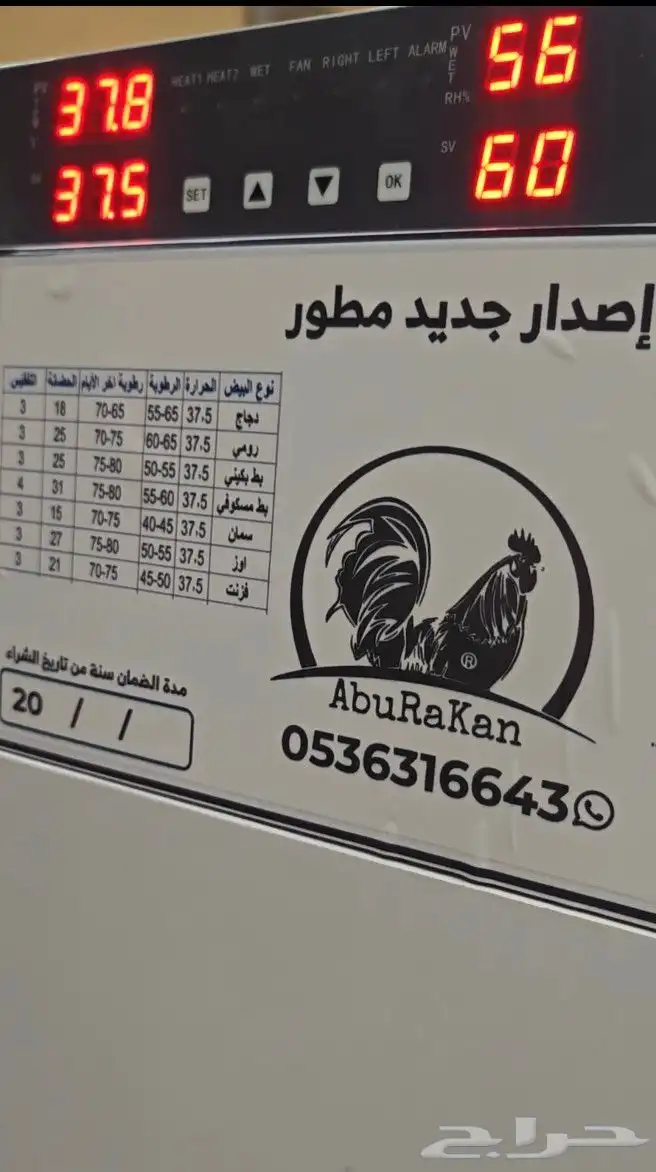 PV 37.8 HEAT1 HEAT2 WET FAN RIGHT LEFT ALARM PV WET RH% 56
37.5 SET ▲ ▼ OK SV 60
إصدار جديد مطور
نوع البيض الحرارة الرطوبة رطوبة اخر الأيام الحضانة التفقيس
دجاج 37.5 55-65 70-65 18 3
رومي 37.5 60-65 70-75 25 3
بط بكيني 37.5 50-55 75-80 25 3
بط مسكوفي 37.5 55-60 75-80 31 4
سمان 37.5 40-45 70-75 15 3
اوز 37.5 50-55 75-80 27 3
فزنت 37.5 45-50 70-75 21 3
®
AbuRaKan
0536316643
مدة الضمان سنة من تاريخ الشراء
20 / /
حراج